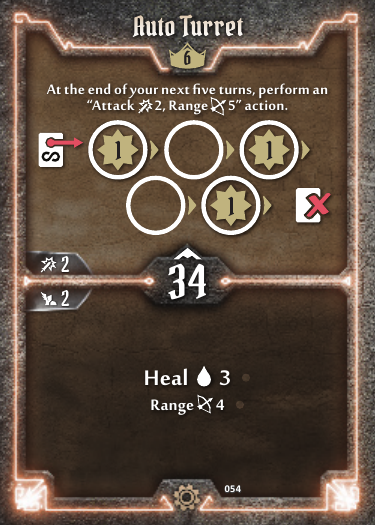 Auto Turret
6
At the end of your next five turns, perform an
“Attack 2, Range 5” action.
1 1
1
2
34
2
Heal 3
Range 4
054